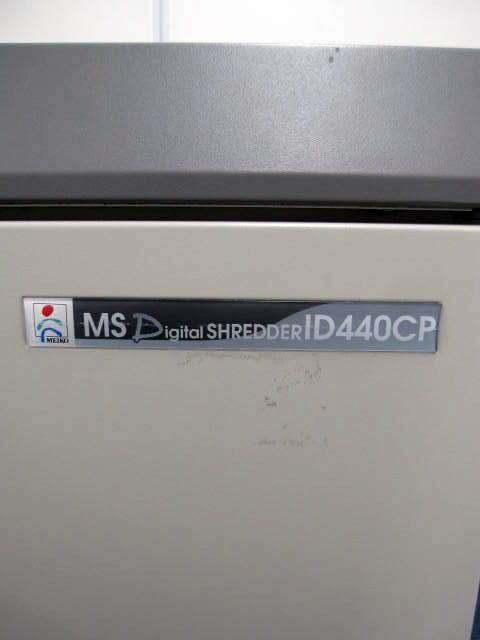 MEIKO
MS Digital SHREDDER ID440CP